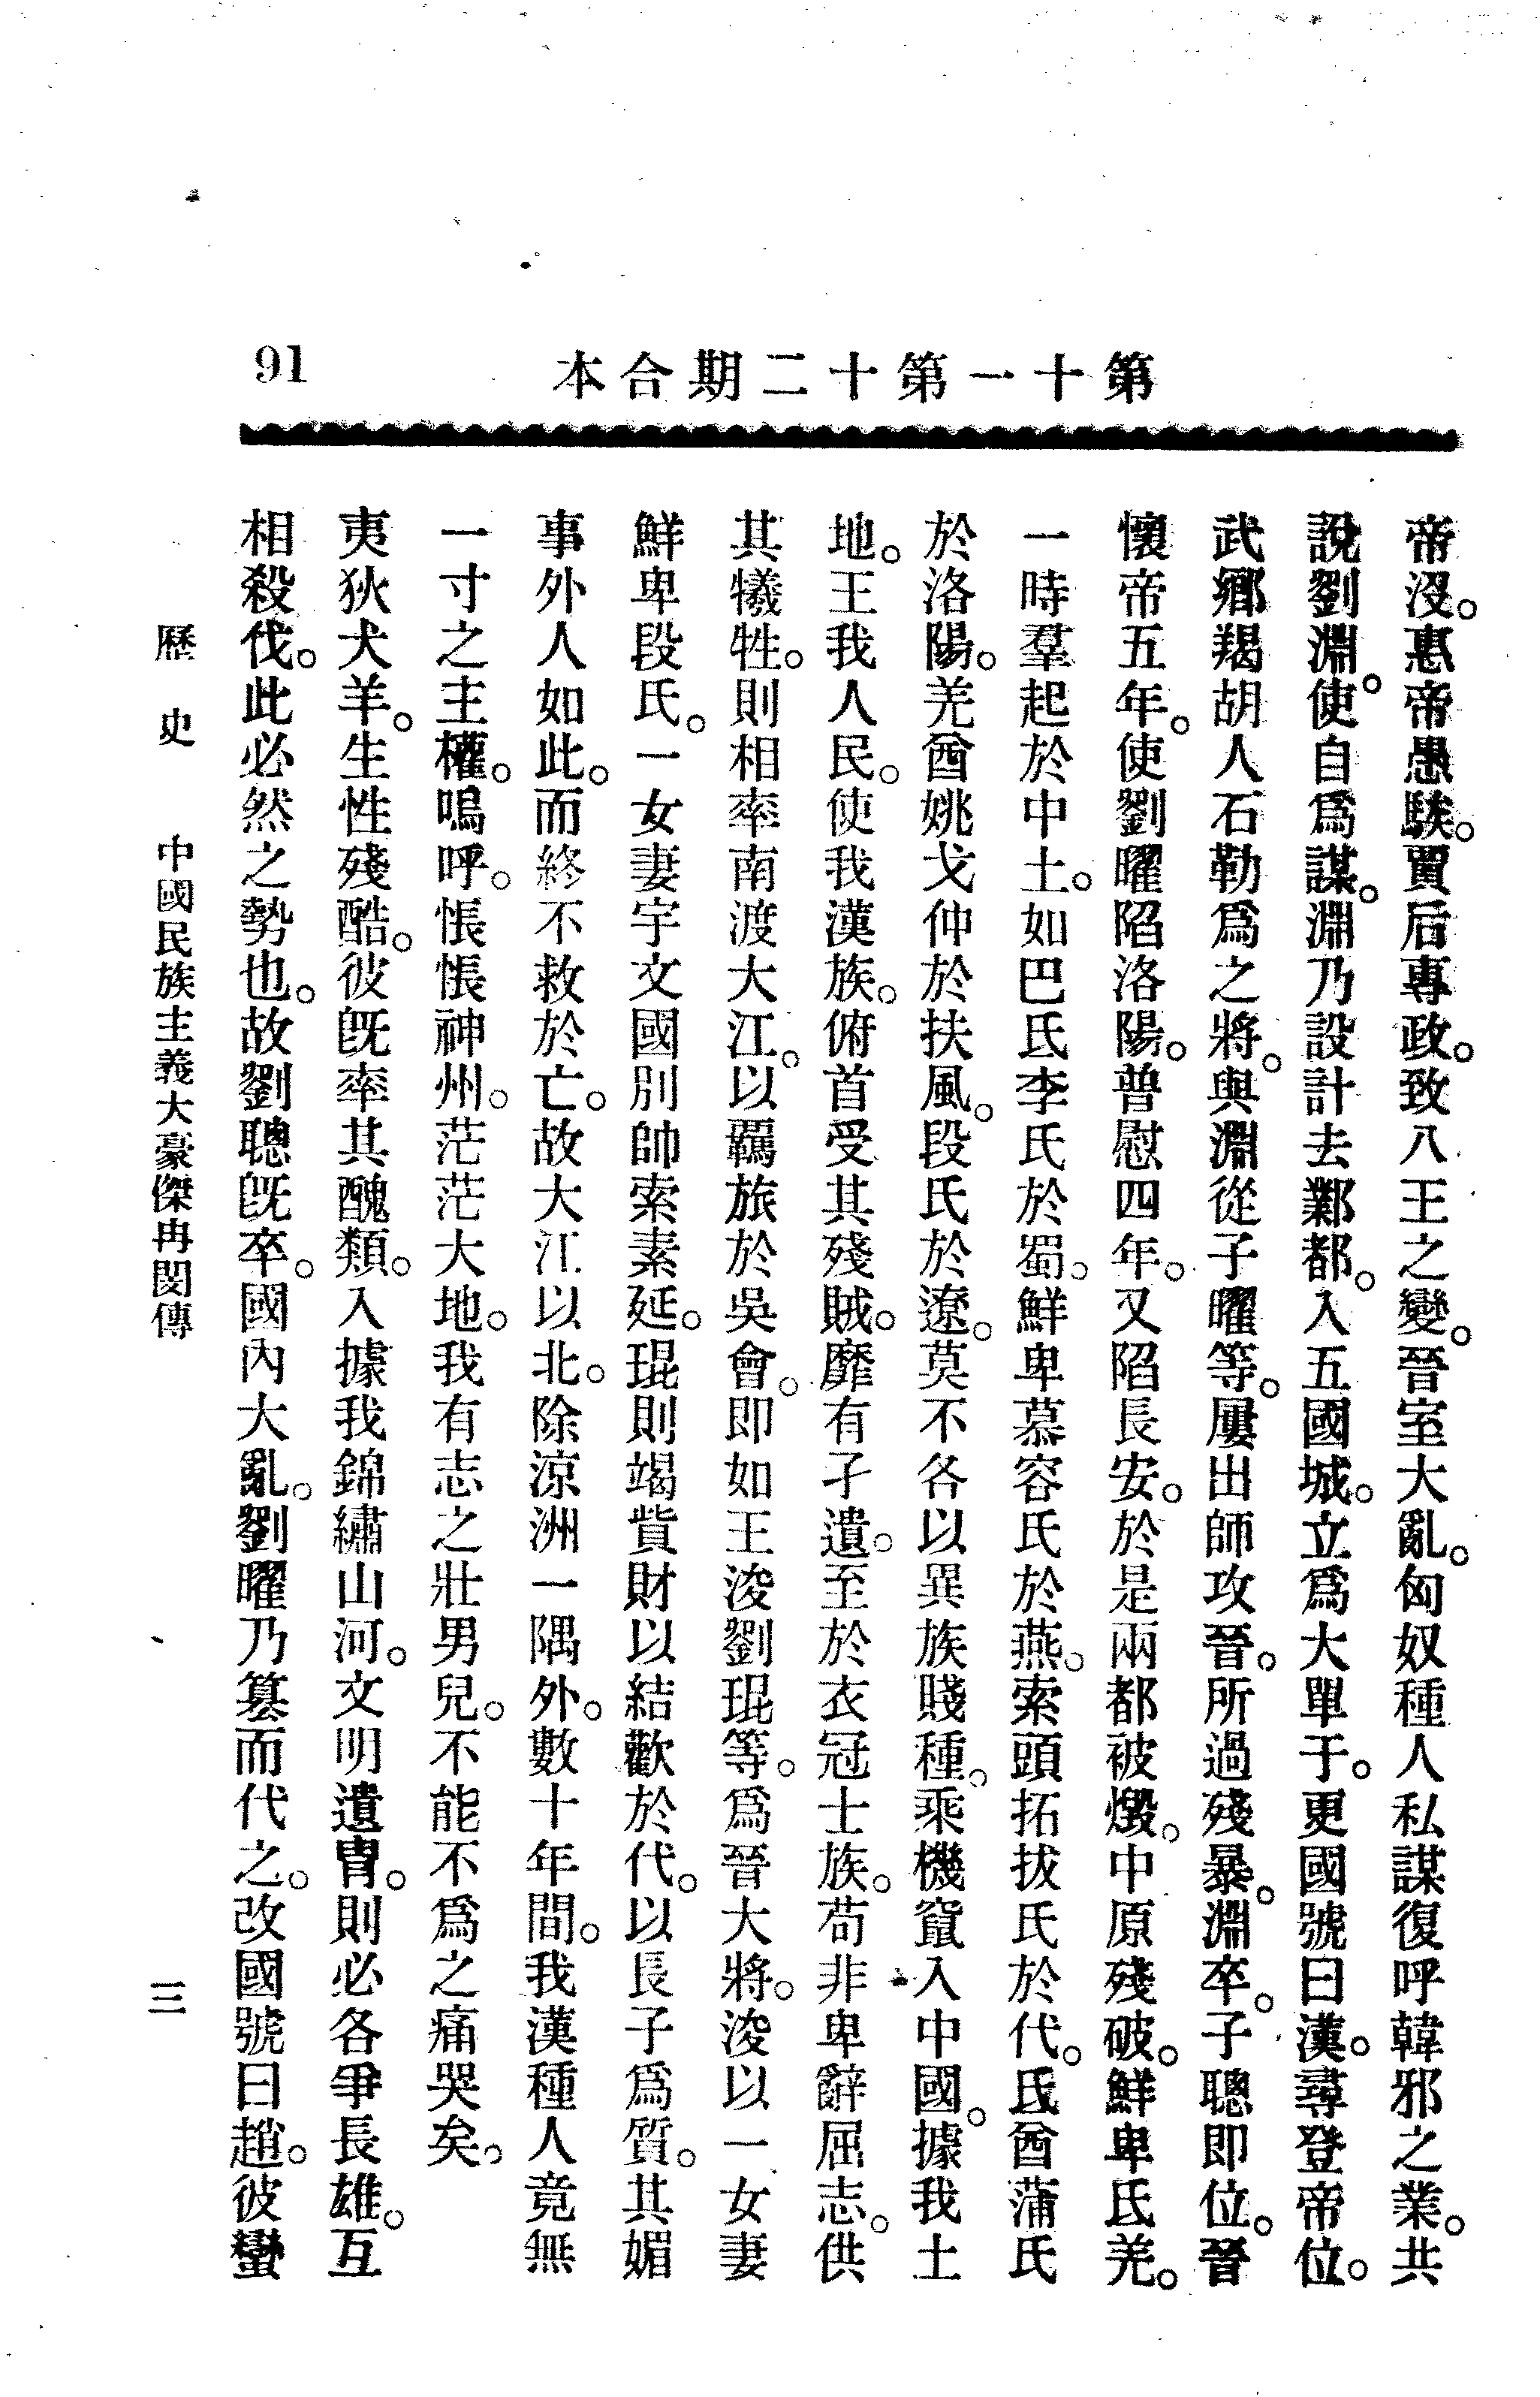 第十一第十二期合本
91
帝沒。惠帝愚騃。賈后專政。致八王之變。晉室大亂。匈奴種人私謀復呼韓邪之業。共
說劉淵。使自爲謀。淵乃設計去鄴都。入五國城。立爲大單于。更國號曰漢。尋登帝位。
武鄉羯胡人石勒爲之將。與淵從子曜等。屢出師攻晉。所過殘暴。淵卒。子聰即位。晉
懷帝五年。使劉曜陷洛陽。普慰四年。又陷長安。於是兩都被燬。中原殘破。鮮卑氐羌。
一時羣起於中土。如巴氐李氏於蜀。鮮卑慕容氏於燕。索頭拓拔氏於代。氐酋蒲氏
於洛陽。羌酋姚戈仲於扶風。段氏於遼。莫不各以異族賤種。乘機竄入中國。據我土
地。王我人民。使我漢族。俯首受其殘賊。靡有孑遺。至於衣冠士族。苟非卑辭屈志。供
其犧牲。則相率南渡大江。以羈旅於吳會。即如王浚劉琨等。爲晉大將。浚以一女妻
鮮卑段氏。一女妻宇文國別帥索素延。琨則竭貲財以結歡於代。以長子爲質。其媚
事外人如此。而終不救於亡。故大江以北。除涼洲一隅外。數十年間。我漢種人竟無
一寸之主權。嗚呼。悵悵神州。茫茫大地。我有志之壯男兒。不能不爲之痛哭矣。
夷狄犬羊。生性殘酷。彼既率其醜類。入據我錦繡山河。文明遺胄。則必各爭長雄。互
相殺伐。此必然之勢也。故劉聰既卒。國內大亂。劉曜乃篡而代之。改國號曰趙。彼蠻
歷史　中國民族主義大豪傑冉閔傳　三